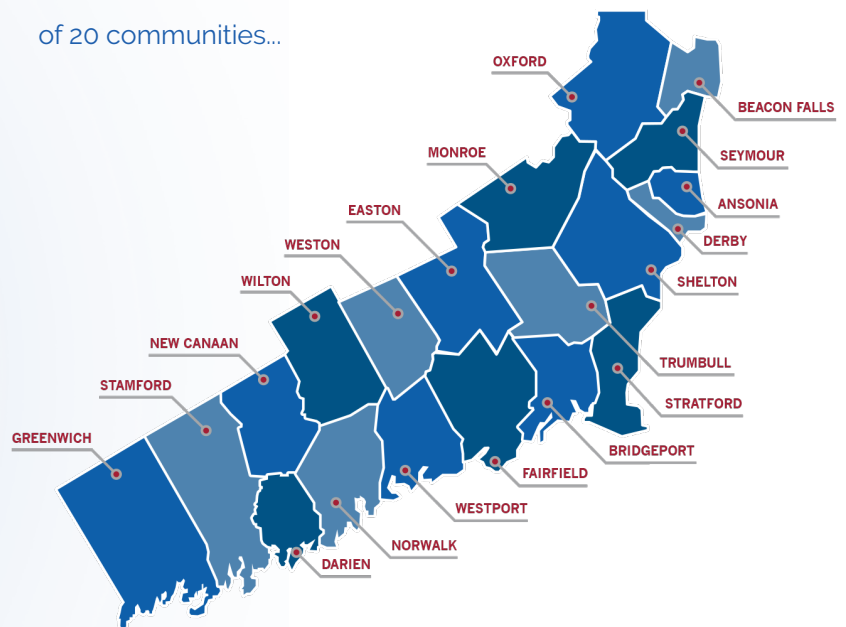 of 20 communities...
OXFORD
BEACON FALLS
SEYMOUR
MONROE
ANSONIA
EASTON
DERBY
WESTON
SHELTON
WILTON
NEW CANAAN
TRUMBULL
STAMFORD
STRATFORD
GREENWICH
BRIDGEPORT
FAIRFIELD
WESTPORT
NORWALK
DARIEN